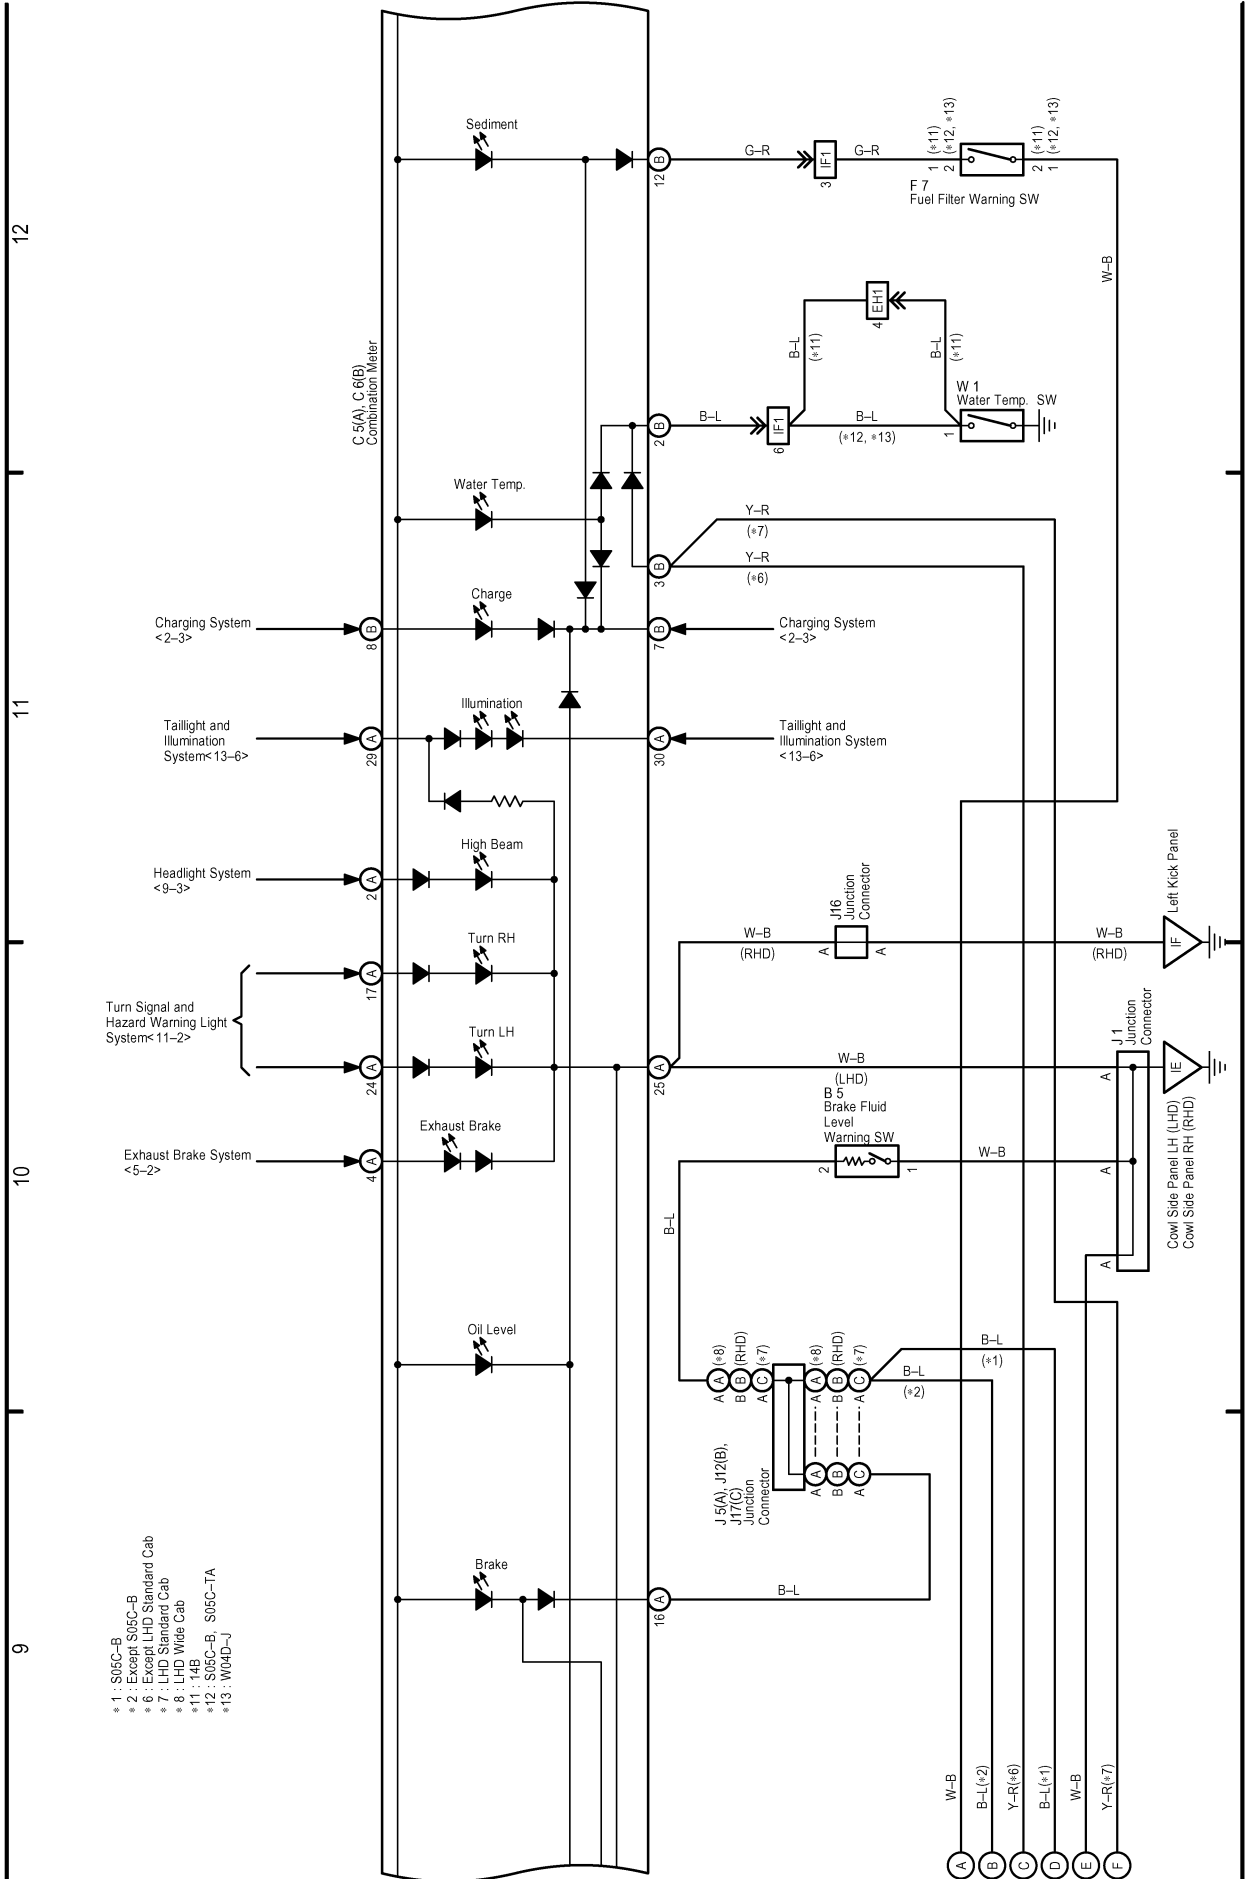 12
11
10
9
C 5(A), C 6(B)
Combination Meter
Sediment
12
B
G–R
3
IF1
G–R
1 (*11)
2 (*12, *13)
2 (*11)
1 (*12, *13)
F 7
Fuel Filter Warning SW
W–B
4
EH1
B–L
(*11)
B–L
(*11)
W 1
Water Temp. SW
2
B
B–L
6
IF1
B–L
(*12, *13)
1
Water Temp.
Y–R
(*7)
3
B
Y–R
(*6)
Charging System
<2–3>
8
B
Charge
7
B
Charging System
<2–3>
Taillight and
Illumination
System<13–6>
29
A
Illumination
30
A
Taillight and
Illumination System
<13–6>
Headlight System
<9–3>
2
A
High Beam
J16
Junction
Connector
Left Kick Panel
Turn Signal and
Hazard Warning Light
System<11–2>
17
A
Turn RH
W–B
(RHD)
A
A
W–B
(RHD)
IF
24
A
Turn LH
25
A
W–B
(LHD)
J 1
Junction
Connector
A
IE
Cowl Side Panel LH (LHD)
Cowl Side Panel RH (RHD)
B 5
Brake Fluid
Level
Warning SW
Exhaust Brake System
<5–2>
4
A
Exhaust Brake
2
1
W–B
A
B–L
A
Oil Level
A (*8)
B (RHD)
C (*7)
A
B
A
A (*8)
B (RHD)
C (*7)
A
B
A
B–L
(*1)
B–L
(*2)
J 5(A), J12(B),
J17(C)
Junction
Connector
A
B
C
A
B
A
Brake
16
A
B–L
* 1 : S05C–B
* 2 : Except S05C–B
* 6 : Except LHD Standard Cab
* 7 : LHD Standard Cab
* 8 : LHD Wide Cab
*11 : 14B
*12 : S05C–B, S05C–TA
*13 : W04D–J
W–B
B–L(*2)
Y–R(*6)
B–L(*1)
W–B
Y–R(*7)
A
B
C
D
E
F